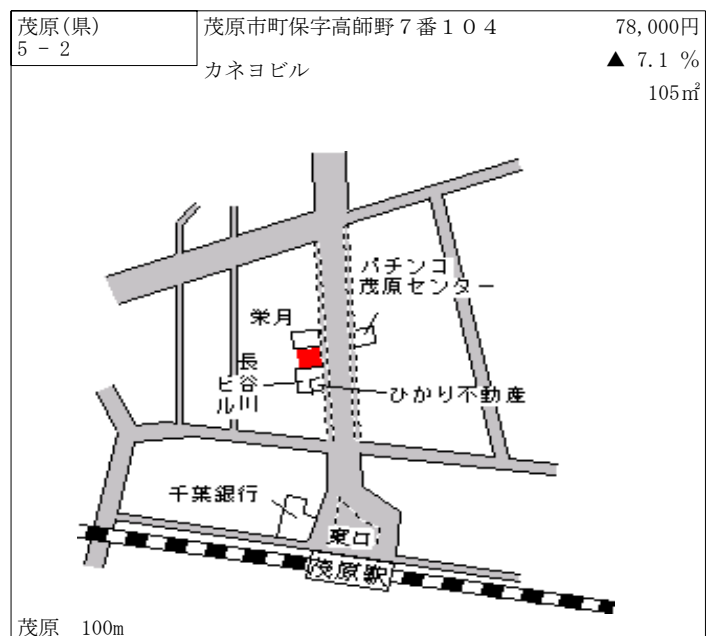 茂原(県)
5 － 2
茂原市町保字高師野７番１０４
カネヨビル
78,000円
▲ 7.1 %
105㎡
パチンコ
茂原センター
栄月
長谷川
ビル
ひかり不動産
千葉銀行
東口
茂原駅
茂原　100m